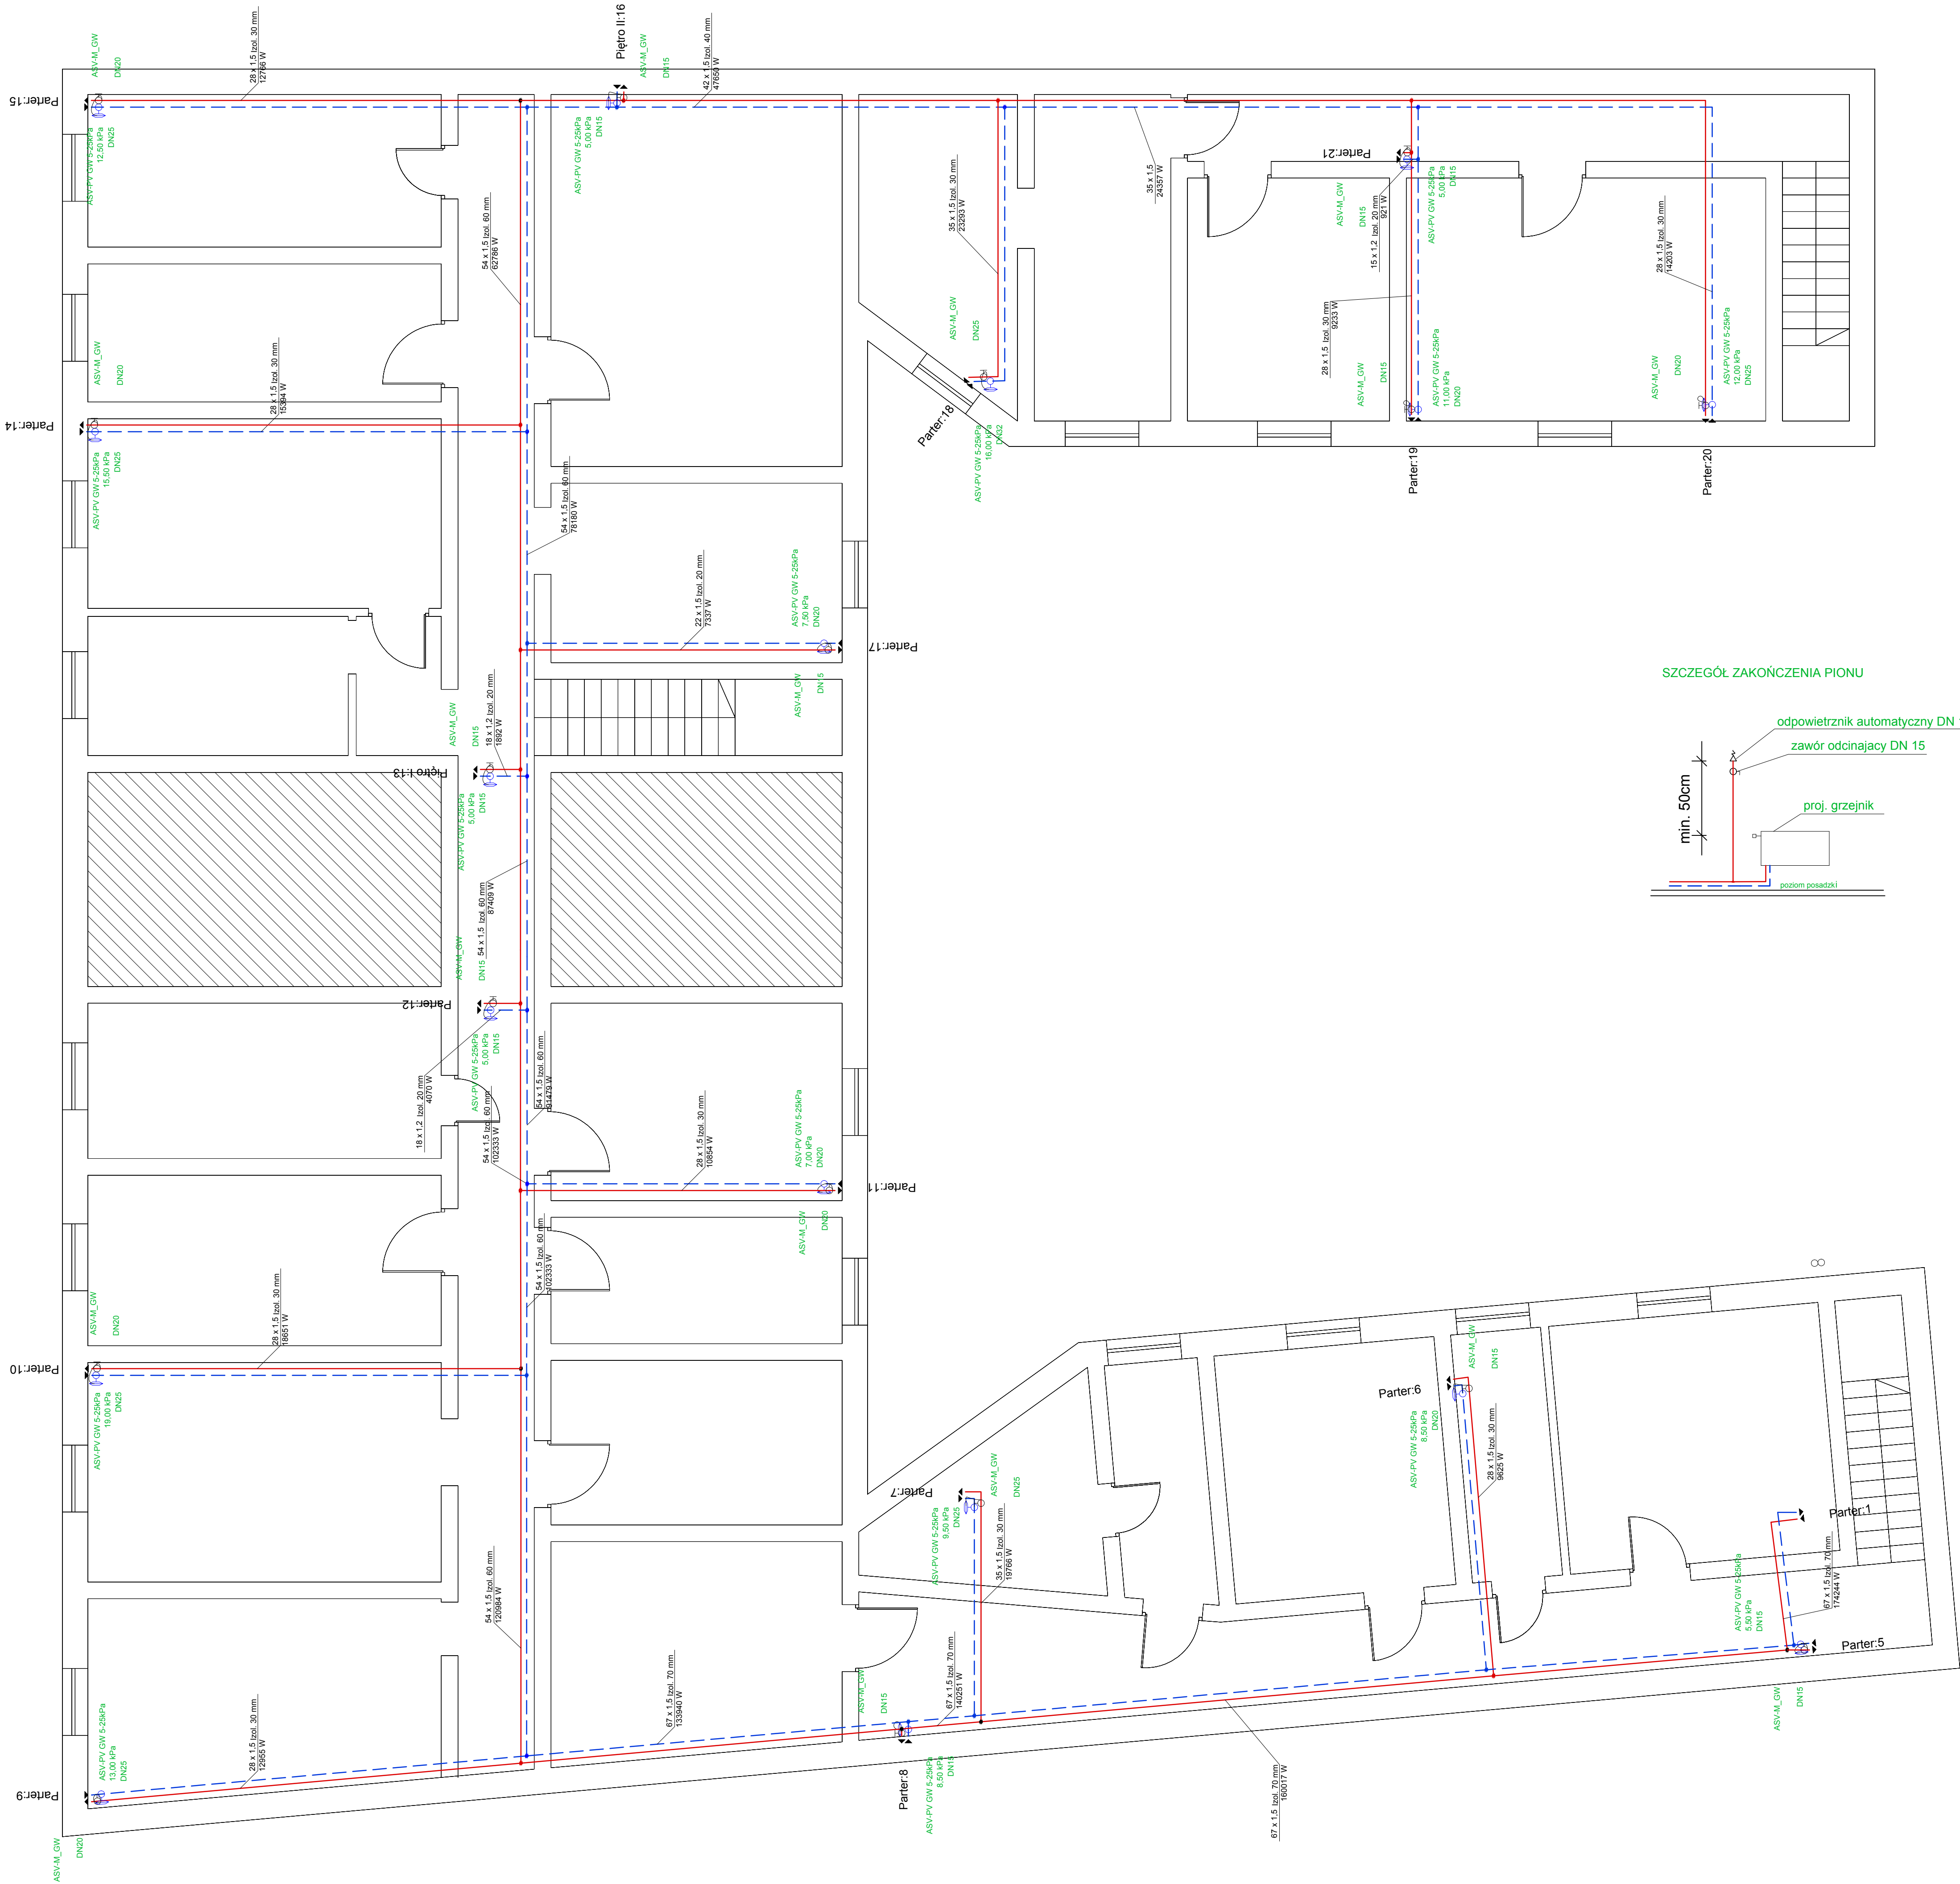 Parter:15
ASV-M_GW
DN20
28 x 1,5 Izol. 30 mm
12766 W
ASV-PV GW 5-25kPa
12,50 kPa
DN25
Piętro II:16
ASV-M_GW
DN15
42 x 1,5 Izol. 40 mm
47650 W
ASV-PV GW 5-25kPa
5,00 kPa
DN15
54 x 1,5 Izol. 60 mm
62786 W
35 x 1,5 Izol. 30 mm
23293 W
35 x 1,5
24357 W
Parter:21
ASV-M_GW
DN15
15 x 1,2 Izol. 20 mm
921 W
ASV-PV GW 5-25kPa
5,00 kPa
DN15
28 x 1,5 Izol. 30 mm
14203 W
28 x 1,5 Izol. 30 mm
9233 W
ASV-M_GW
DN15
ASV-PV GW 5-25kPa
11,00 kPa
DN20
Parter:19
ASV-M_GW
DN20
ASV-PV GW 5-25kPa
12,00 kPa
DN25
Parter:20
ASV-M_GW
DN25
Parter:18
ASV-PV GW 5-25kPa
16,00 kPa
DN32
ASV-M_GW
DN20
28 x 1,5 Izol. 30 mm
15394 W
Parter:14
ASV-PV GW 5-25kPa
15,50 kPa
DN25
54 x 1,5 Izol. 60 mm
78180 W
22 x 1,5 Izol. 20 mm
7337 W
ASV-PV GW 5-25kPa
7,50 kPa
DN20
Parter:17
ASV-M_GW
DN15
ASV-M_GW
DN15
18 x 1,2 Izol. 20 mm
1892 W
Piętro I:13
ASV-PV GW 5-25kPa
5,00 kPa
DN15
54 x 1,5 Izol. 60 mm
87409 W
ASV-M_GW
DN15
Parter:12
ASV-PV GW 5-25kPa
5,00 kPa
DN15
18 x 1,2 Izol. 20 mm
4070 W
54 x 1,5 Izol. 60 mm
91479 W
54 x 1,5 Izol. 60 mm
102333 W
28 x 1,5 Izol. 30 mm
10854 W
ASV-PV GW 5-25kPa
7,00 kPa
DN20
Parter:11
ASV-M_GW
DN20
54 x 1,5 Izol. 60 mm
102333 W
ASV-M_GW
DN20
28 x 1,5 Izol. 30 mm
18651 W
Parter:10
ASV-PV GW 5-25kPa
19,00 kPa
DN25
54 x 1,5 Izol. 60 mm
120984 W
SZCZEGÓŁ ZAKOŃCZENIA PIONU
odpowietrznik automatyczny DN
zawór odcinajacy DN 15
min. 50cm
proj. grzejnik
poziom posadzki
Parter:6
ASV-M_GW
DN15
ASV-PV GW 5-25kPa
8,50 kPa
DN20
28 x 1,5 Izol. 30 mm
9625 W
Parter:7
ASV-M_GW
DN25
ASV-PV GW 5-25kPa
9,50 kPa
DN25
35 x 1,5 Izol. 30 mm
19766 W
Parter:1
67 x 1,5 Izol. 70 mm
174244 W
ASV-PV GW 5-25kPa
5,50 kPa
DN15
Parter:5
ASV-M_GW
DN15
67 x 1,5 Izol. 70 mm
133940 W
ASV-M_GW
DN15
67 x 1,5 Izol. 70 mm
140251 W
Parter:8
ASV-PV GW 5-25kPa
8,50 kPa
DN15
67 x 1,5 Izol. 70 mm
160017 W
28 x 1,5 Izol. 30 mm
12955 W
ASV-PV GW 5-25kPa
13,00 kPa
DN25
Parter:9
ASV-M_GW
DN20